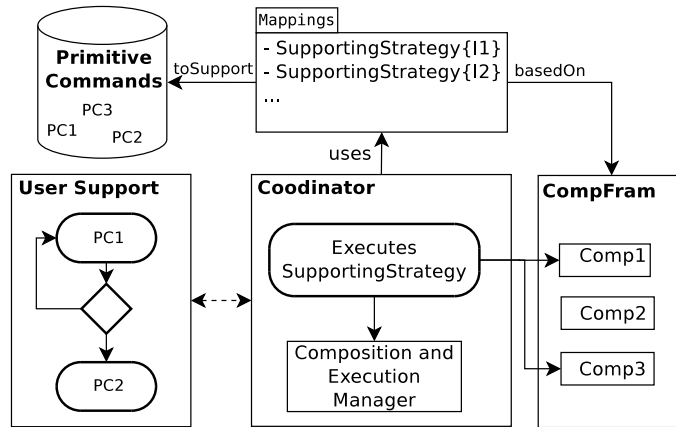 Mappings
Primitive
Commands
PC3
PC1
PC2
toSupport
- SupportingStrategy{I1}
- SupportingStrategy{I2}
...
basedOn
uses
User Support
PC1
PC2
Coodinator
Executes
SupportingStrategy
Composition and
Execution
Manager
CompFram
Comp1
Comp2
Comp3